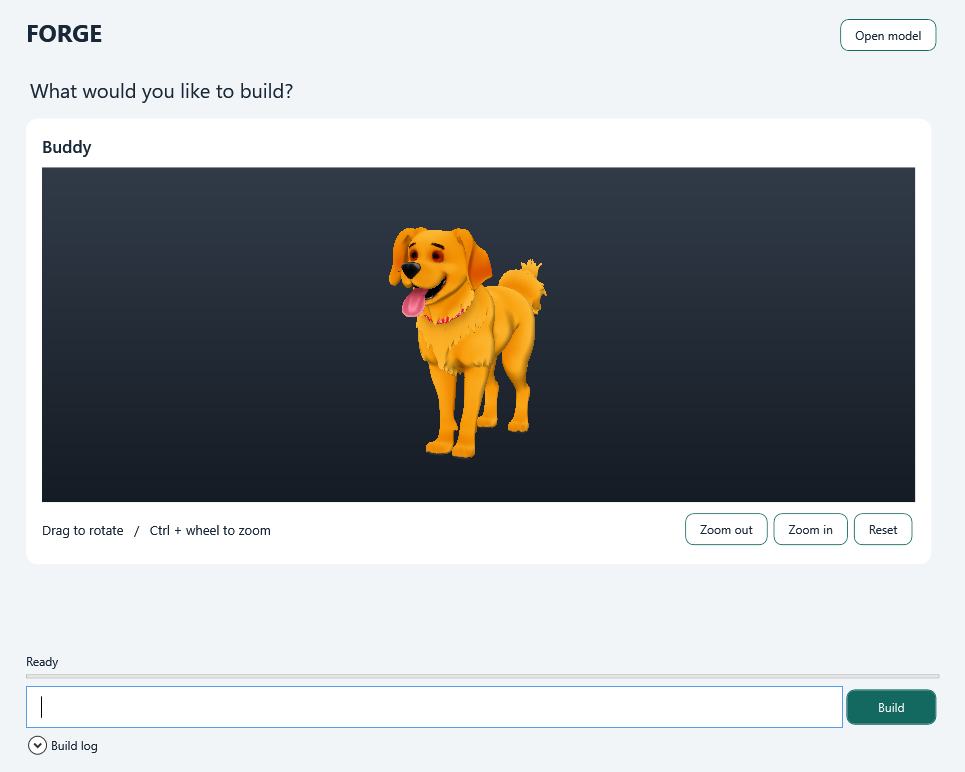 FORGE
Open model
What would you like to build?
Buddy
Drag to rotate / Ctrl + wheel to zoom
Zoom out
Zoom in
Reset
Ready
Build
Build log